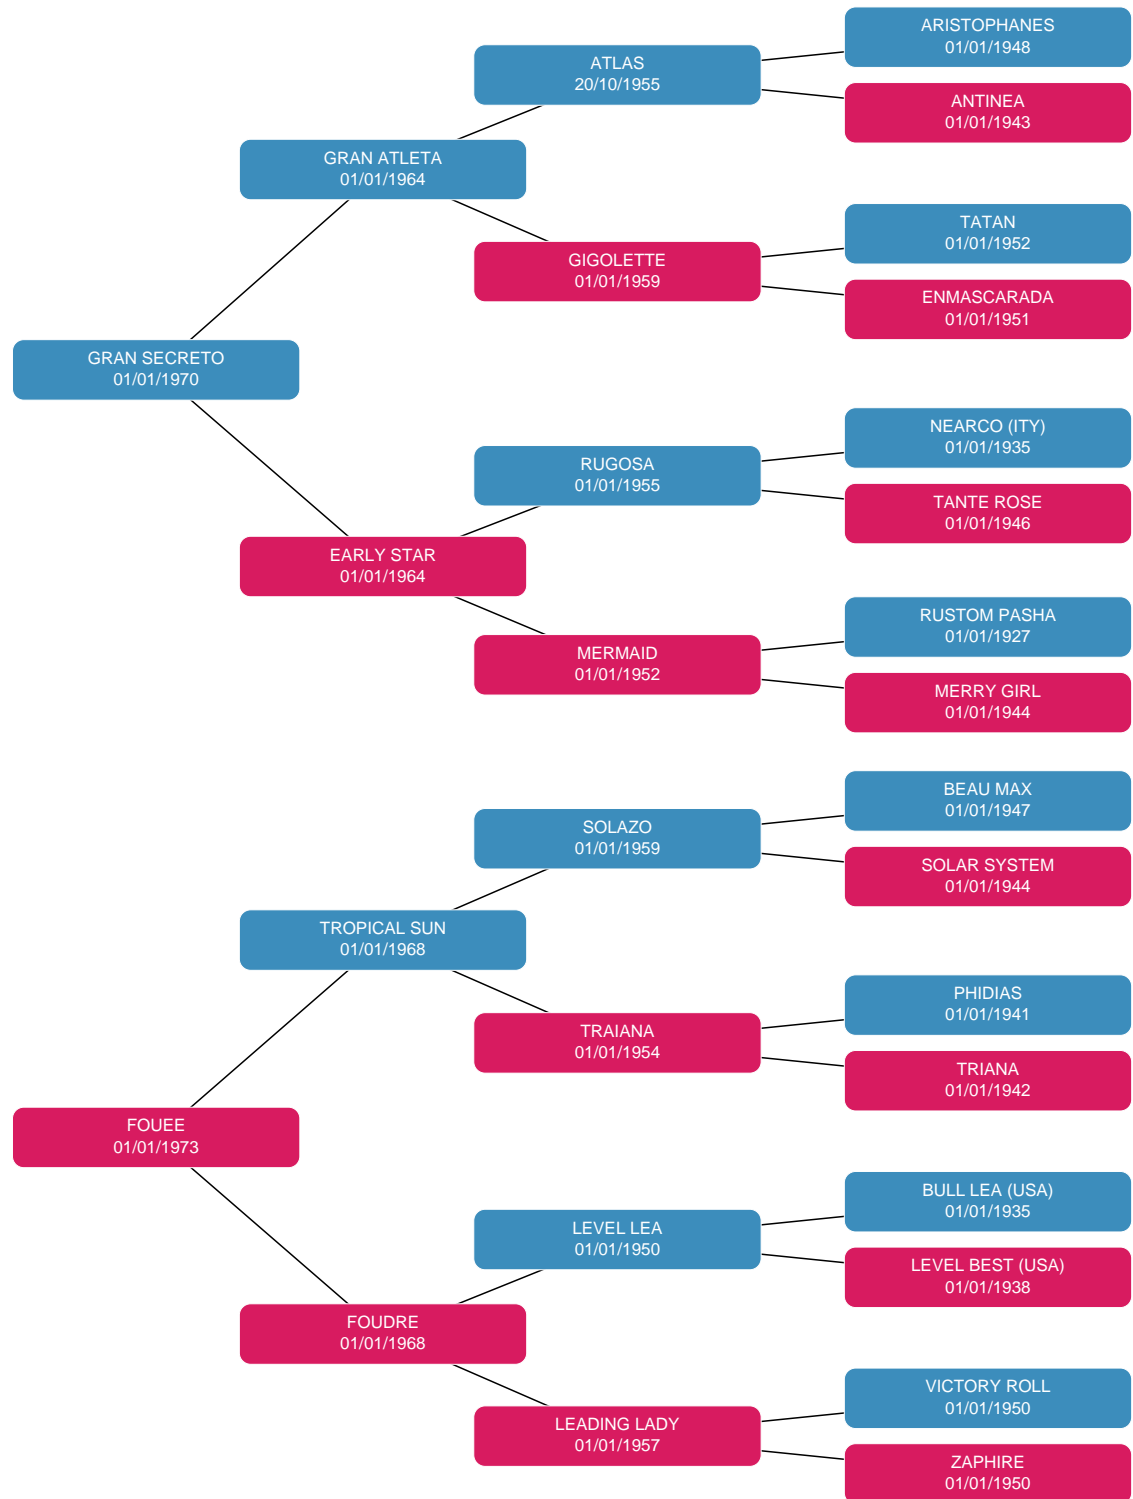 ARISTOPHANES
01/01/1948
ATLAS
20/10/1955
ANTINEA
01/01/1943
GRAN ATLETA
01/01/1964
TATAN
01/01/1952
GIGOLETTE
01/01/1959
ENMASCARADA
01/01/1951
GRAN SECRETO
01/01/1970
NEARCO (ITY)
01/01/1935
RUGOSA
01/01/1955
TANTE ROSE
01/01/1946
EARLY STAR
01/01/1964
RUSTOM PASHA
01/01/1927
MERMAID
01/01/1952
MERRY GIRL
01/01/1944
BEAU MAX
01/01/1947
SOLAZO
01/01/1959
SOLAR SYSTEM
01/01/1944
TROPICAL SUN
01/01/1968
PHIDIAS
01/01/1941
TRAIANA
01/01/1954
TRIANA
01/01/1942
FOUEE
01/01/1973
BULL LEA (USA)
01/01/1935
LEVEL LEA
01/01/1950
LEVEL BEST (USA)
01/01/1938
FOUDRE
01/01/1968
VICTORY ROLL
01/01/1950
LEADING LADY
01/01/1957
ZAPHIRE
01/01/1950